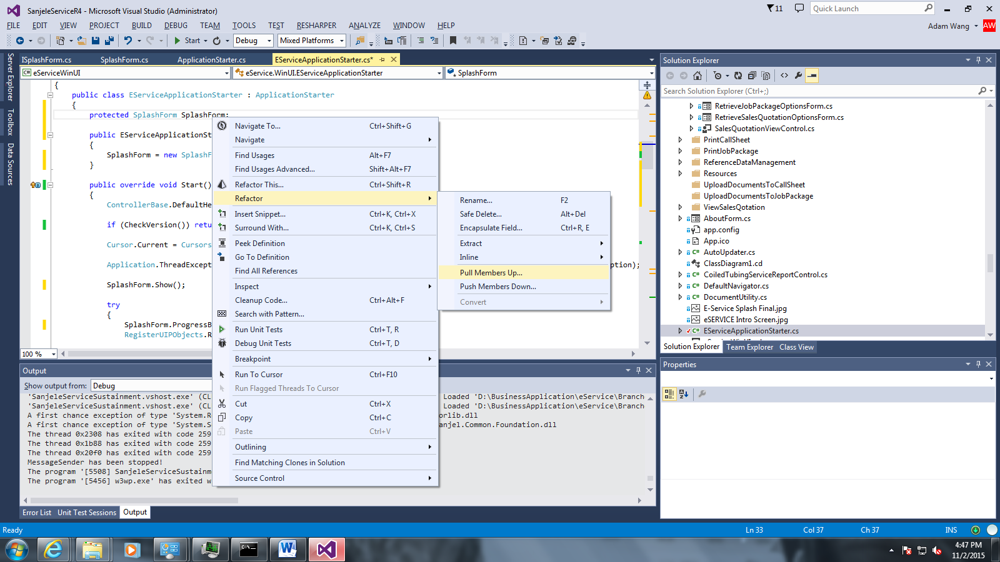 SanjeleServiceR4 - Microsoft Visual Studio (Administrator)
11
Quick Launch
FILE EDIT VIEW PROJECT BUILD DEBUG TEAM TOOLS TEST RESHARPER ANALYZE WINDOW HELP
Adam Wang AW
Start Debug Mixed Platforms
Server Explorer
Toolbox
Data Sources
ISplashForm.cs SplashForm.cs ApplicationStarter.cs EServiceApplicationStarter.cs*
eServiceWinUI eService.WinUI.EServiceApplicationStarter SplashForm
{
public class EServiceApplicationStarter : ApplicationStarter
{
protected SplashForm SplashForm;
public EServiceApplicationSt
{
SplashForm = new SplashF
}
public override void Start()
{
ControllerBase.DefaultHe
if (CheckVersion()) retu
Cursor.Current = Cursors
Application.ThreadExcept
ption);
SplashForm.Show();
try
{
SplashForm.ProgressB
RegisterUIPObjects.R
100 %
Navigate To... Ctrl+Shift+G
Navigate
Find Usages Alt+F7
Find Usages Advanced... Shift+Alt+F7
Refactor This... Ctrl+Shift+R
Refactor
Insert Snippet... Ctrl+K, Ctrl+X
Surround With... Ctrl+K, Ctrl+S
Peek Definition
Go To Definition
Find All References
Inspect
Cleanup Code... Ctrl+Alt+F
Search with Pattern...
Run Unit Tests Ctrl+T, R
Debug Unit Tests Ctrl+T, D
Breakpoint
Run To Cursor Ctrl+F10
Run Flagged Threads To Cursor
Cut Ctrl+X
Copy Ctrl+C
Paste Ctrl+V
Outlining
Find Matching Clones in Solution
Source Control
Rename... F2
Safe Delete... Alt+Del
Encapsulate Field... Ctrl+R, E
Extract
Inline
Pull Members Up...
Push Members Down...
Convert
Output
Show output from: Debug
'SanjeleServiceSustainment.vshost.exe' (CL Loaded 'D:\BusinessApplication\eService\Branche
'SanjeleServiceSustainment.vshost.exe' (CL Loaded 'D:\BusinessApplication\eService\Branche
A first chance exception of type 'System.R orlib.dll
A first chance exception of type 'System.S anjel.Common.Foundation.dll
The thread 0x2308 has exited with code 259
The thread 0x1b88 has exited with code 259
The thread 0x20f0 has exited with code 259
MessageSender has been stopped!
The program '[5508] SanjeleServiceSustainm
The program '[5456] w3wp.exe' has exited w
Error List Unit Test Sessions Output
Solution Explorer
Search Solution Explorer (Ctrl+;)
RetrieveJobPackageOptionsForm.cs
RetrieveSalesQuotationOptionsForm.cs
SalesQuotationViewControl.cs
PrintCallSheet
PrintJobPackage
ReferenceDataManagement
Resources
UploadDocumentsToCallSheet
UploadDocumentsToJobPackage
ViewSalesQotation
AboutForm.cs
app.config
App.ico
AutoUpdater.cs
ClassDiagram1.cd
CoiledTubingServiceReportControl.cs
DefaultNavigator.cs
DocumentUtility.cs
E-Service Splash Final.jpg
eSERVICE Intro Screen.jpg
EServiceApplicationStarter.cs
Solution Explorer Team Explorer Class View
Properties
Ready Ln 33 Col 37 Ch 37 INS
4:47 PM
11/2/2015